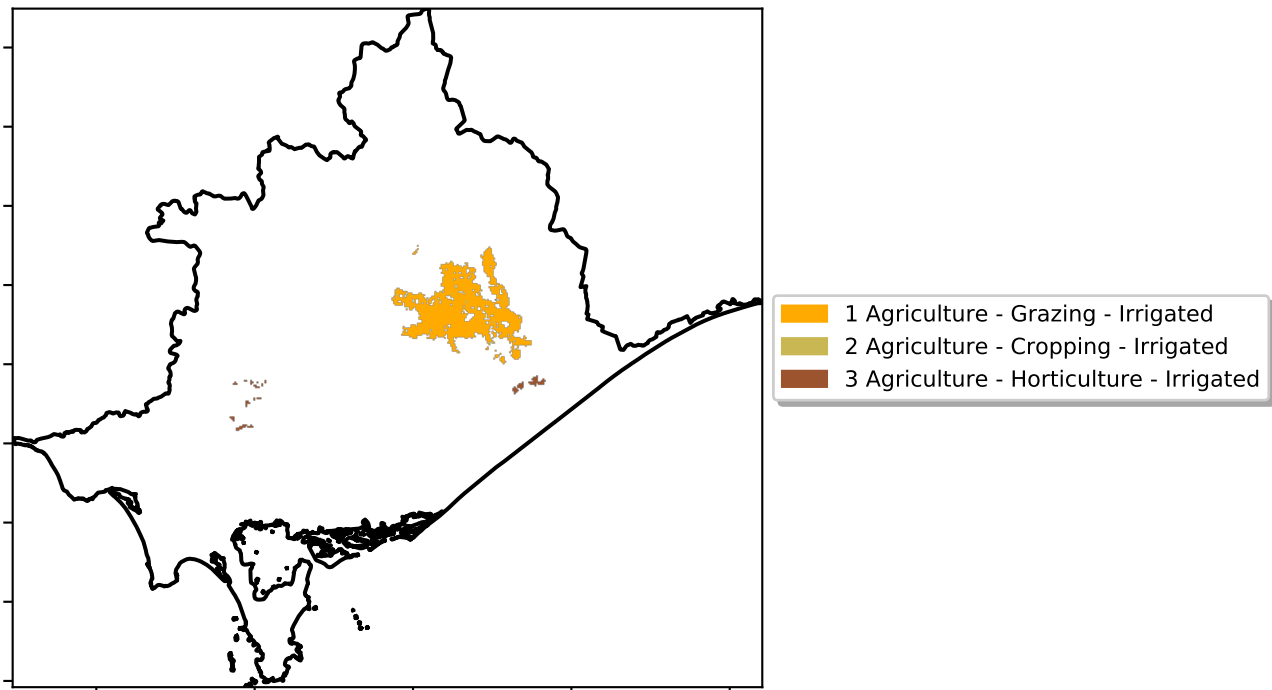 1 Agriculture - Grazing - Irrigated
2 Agriculture - Cropping - Irrigated
3 Agriculture - Horticulture - Irrigated